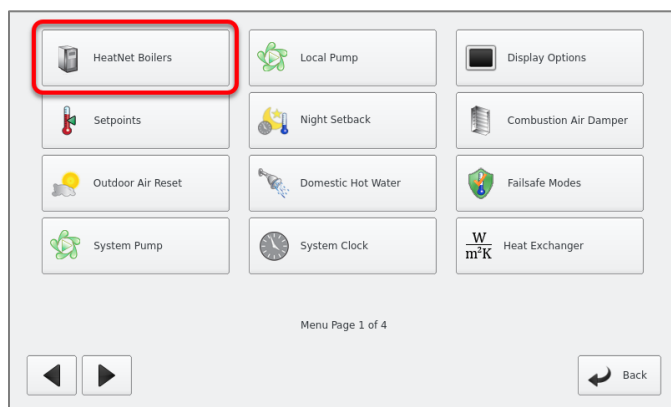 HeatNet Boilers
Local Pump
Display Options
Setpoints
Night Setback
Combustion Air Damper
Outdoor Air Reset
Domestic Hot Water
Failsafe Modes
System Pump
System Clock
W
m²K
Heat Exchanger
Menu Page 1 of 4
Back